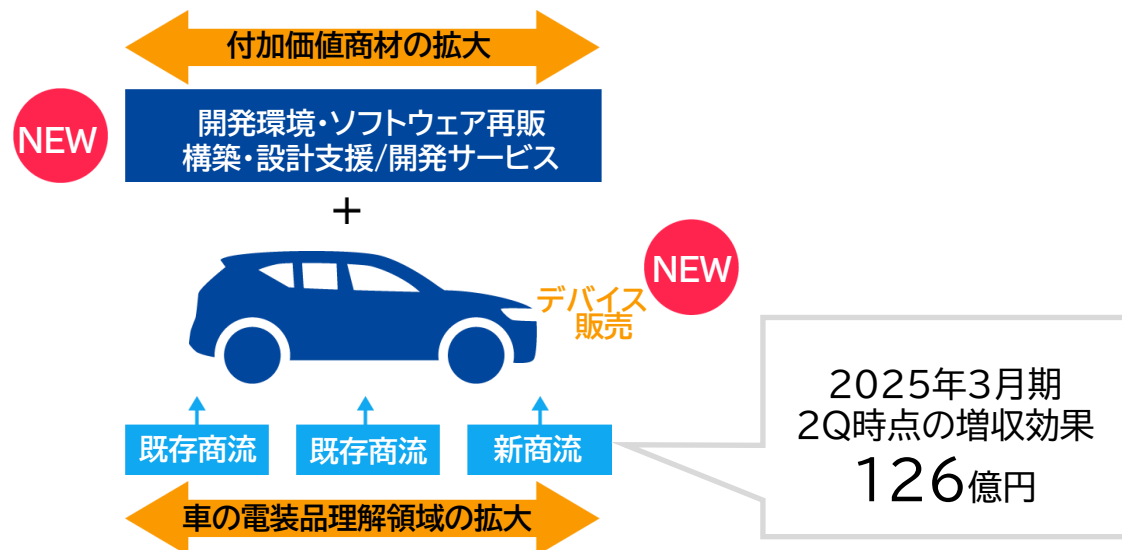 付加価値商材の拡大
NEW
開発環境・ソフトウェア再販
構築・設計支援/開発サービス
+
NEW
デバイス
販売
既存商流
既存商流
新商流
2025年3月期
2Q時点の増収効果
126億円
車の電装品理解領域の拡大